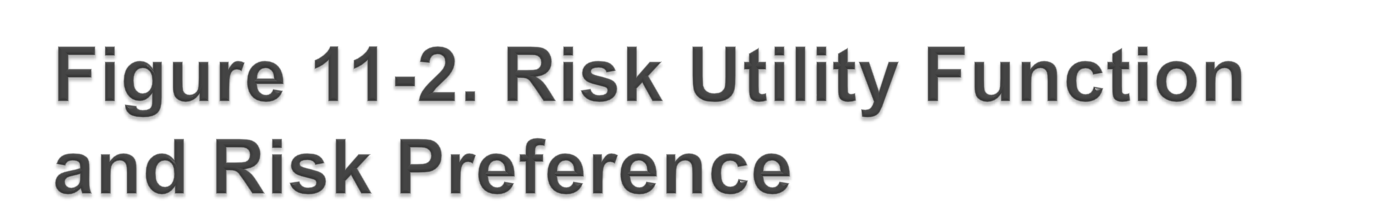 Figure 11-2. Risk Utility Function
and Risk Preference